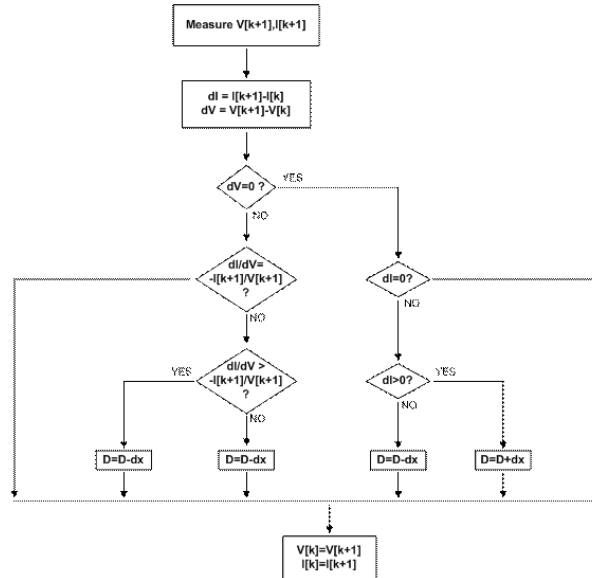 Measure V[k+1],I[k+1]
dI = I[k+1]-I[k]
dV = V[k+1]-V[k]
dV=0 ?
YES
NO
dI/dV=
-I[k+1]/V[k+1]
?
dI=0?
NO
NO
dI/dV >
-I[k+1]/V[k+1]
?
YES
NO
dI>0?
YES
NO
D=D-dx
D=D-dx
D=D-dx
D=D+dx
V[k]=V[k+1]
I[k]=I[k+1]